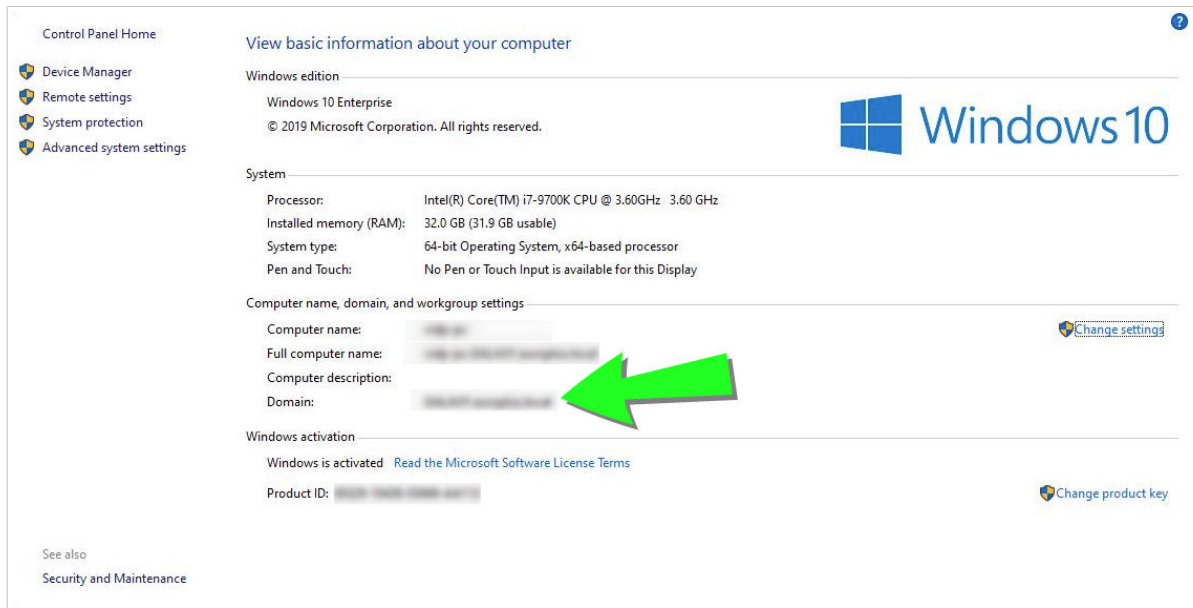 Control Panel Home
Device Manager
Remote settings
System protection
Advanced system settings
?
View basic information about your computer
Windows edition
Windows 10 Enterprise
© 2019 Microsoft Corporation. All rights reserved.
Windows 10
System
Processor: Intel(R) Core(TM) i7-9700K CPU @ 3.60GHz 3.60 GHz
Installed memory (RAM): 32.0 GB (31.9 GB usable)
System type: 64-bit Operating System, x64-based processor
Pen and Touch: No Pen or Touch Input is available for this Display
Computer name, domain, and workgroup settings
Computer name:
Change settings
Full computer name:
Computer description:
Domain:
Windows activation
Windows is activated Read the Microsoft Software License Terms
Product ID:
Change product key
See also
Security and Maintenance